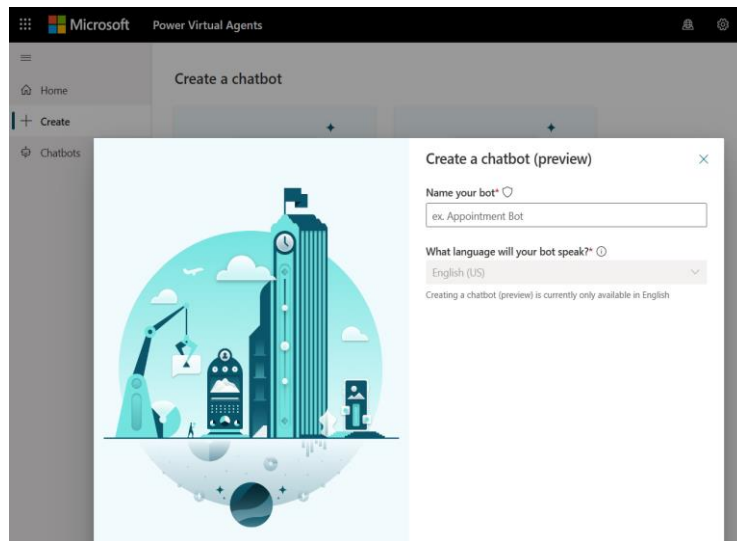 Microsoft Power Virtual Agents
Home
Create
Chatbots
Create a chatbot
Create a chatbot (preview)
Name your bot*
ex. Appointment Bot
What language will your bot speak?*
English (US)
Creating a chatbot (preview) is currently only available in English